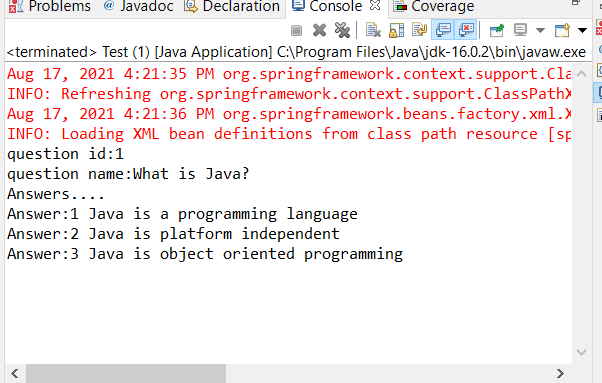 Problems @ Javadoc Declaration Console Coverage
<terminated> Test (1) [Java Application] C:\Program Files\Java\jdk-16.0.2\bin\javaw.exe
Aug 17, 2021 4:21:35 PM org.springframework.context.support.Cla
INFO: Refreshing org.springframework.context.support.ClassPathX
Aug 17, 2021 4:21:36 PM org.springframework.beans.factory.xml.X
INFO: Loading XML bean definitions from class path resource [sp
question id:1
question name:What is Java?
Answers....
Answer:1 Java is a programming language
Answer:2 Java is platform independent
Answer:3 Java is object oriented programming